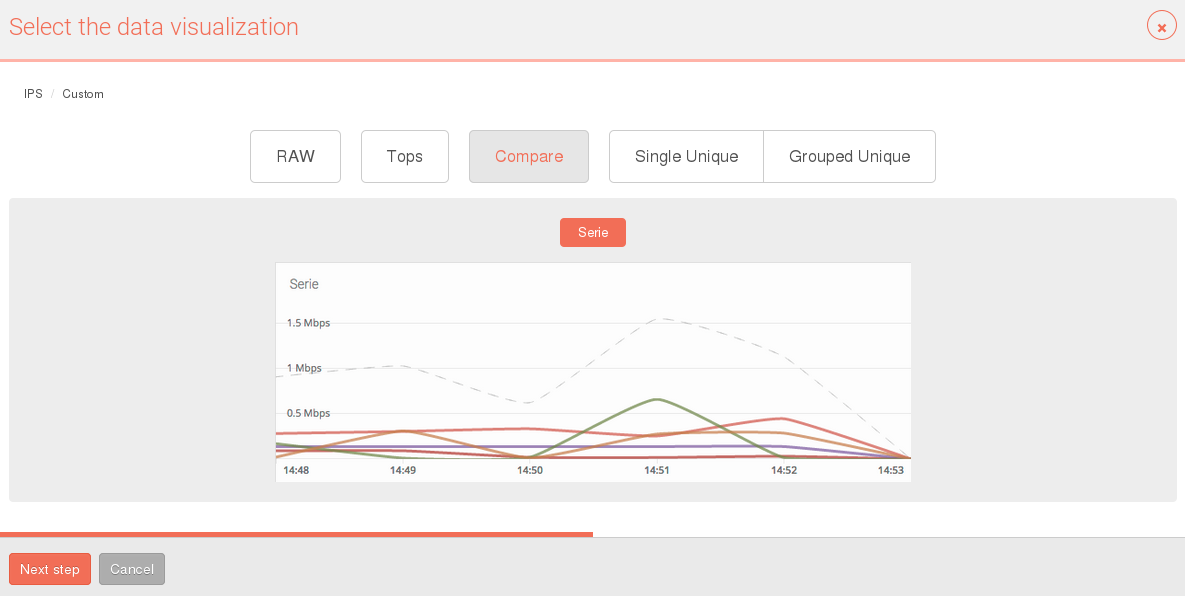 Select the data visualization
IPS / Custom
RAW Tops Compare Single Unique Grouped Unique
Serie
Serie
1.5 Mbps
1 Mbps
0.5 Mbps
14:48 14:49 14:50 14:51 14:52 14:53
Next step Cancel